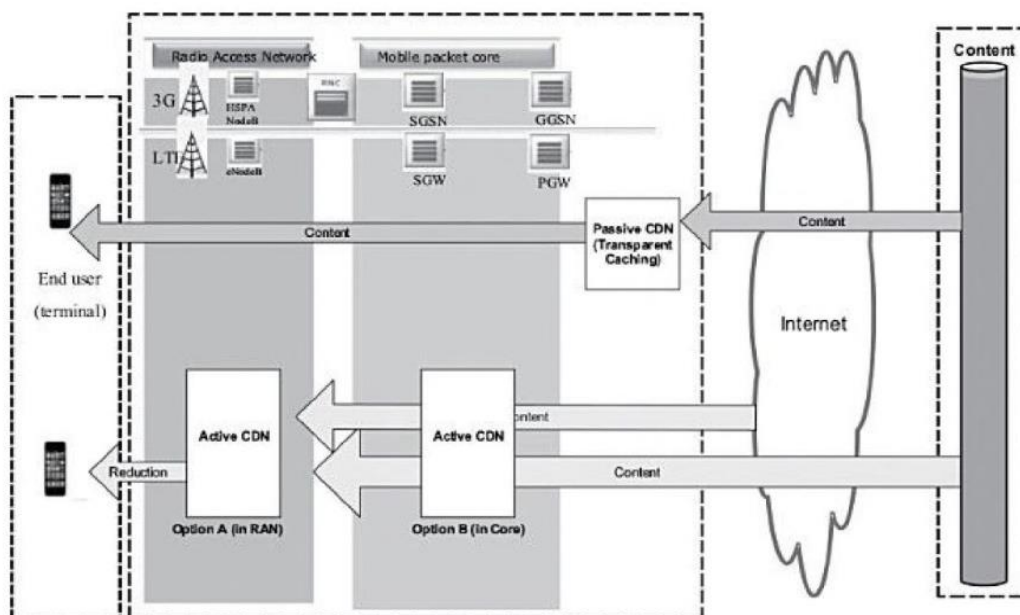 Radio Access Network
Mobile packet core
Content
3G
HSPA
NodeB
RNC
SGSN
GGSN
LTE
eNodeB
SGW
PGW
Passive CDN
(Transparent
Caching)
Content
Content
End user
(terminal)
Internet
Active CDN
Active CDN
Content
Reduction
Content
Option A (in RAN)
Option B (in Core)